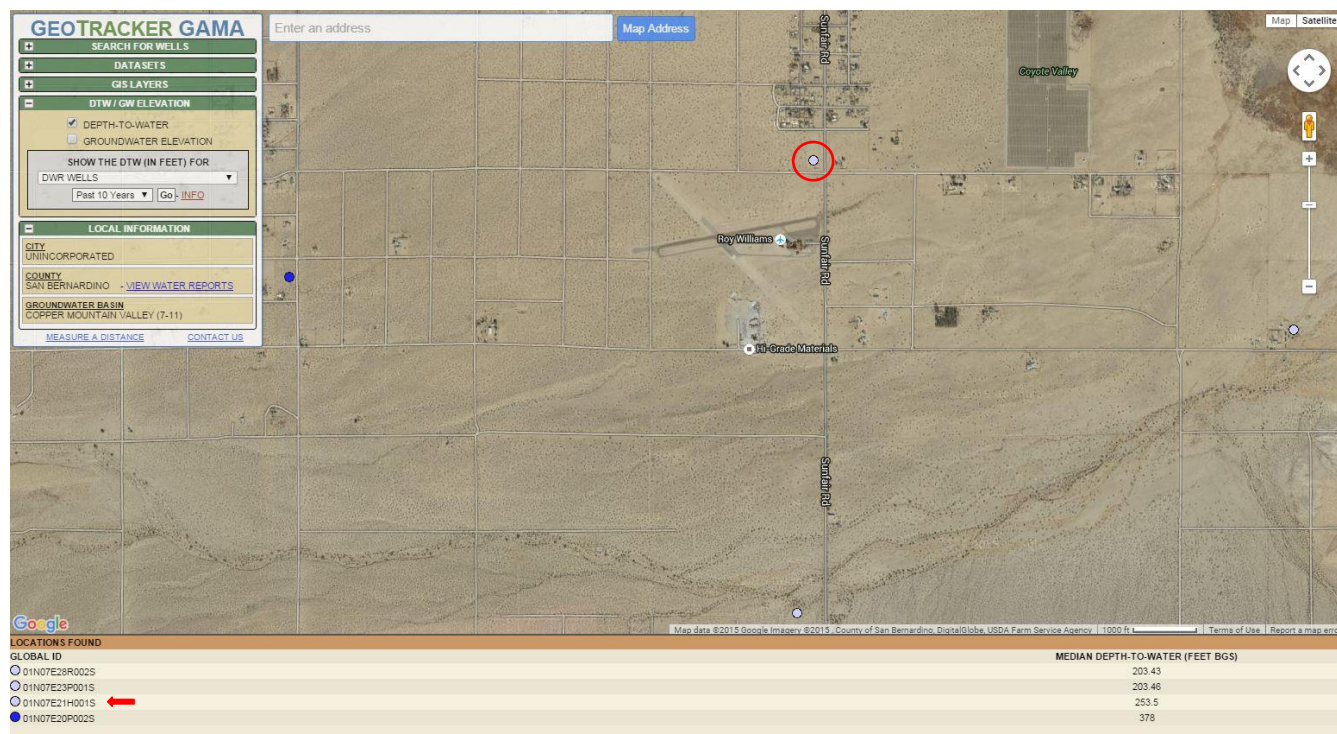 GEOTRACKER GAMA
SEARCH FOR WELLS
DATASETS
GIS LAYERS
DTW / GW ELEVATION
DEPTH-TO-WATER
GROUNDWATER ELEVATION
SHOW THE DTW (IN FEET) FOR
DWR WELLS
Past 10 Years Go - INFO
LOCAL INFORMATION
CITY
UNINCORPORATED
COUNTY
SAN BERNARDINO - VIEW WATER REPORTS
GROUNDWATER BASIN
COPPER MOUNTAIN VALLEY (7-11)
MEASURE A DISTANCE CONTACT US
Enter an address Map Address
Map Satellite
Sunfair Rd
Coyote Valley
Roy Williams
Sunfair Rd
Hi-Grade Materials
Sunfair Rd
Google
Map data ©2015 Google Imagery ©2015 , County of San Bernardino, DigitalGlobe, USDA Farm Service Agency 1000 ft Terms of Use Report a map erro
LOCATIONS FOUND
GLOBAL ID MEDIAN DEPTH-TO-WATER (FEET BGS)
01N07E28R002S 203.43
01N07E23P001S 203.46
01N07E21H001S 253.5
01N07E20P002S 378